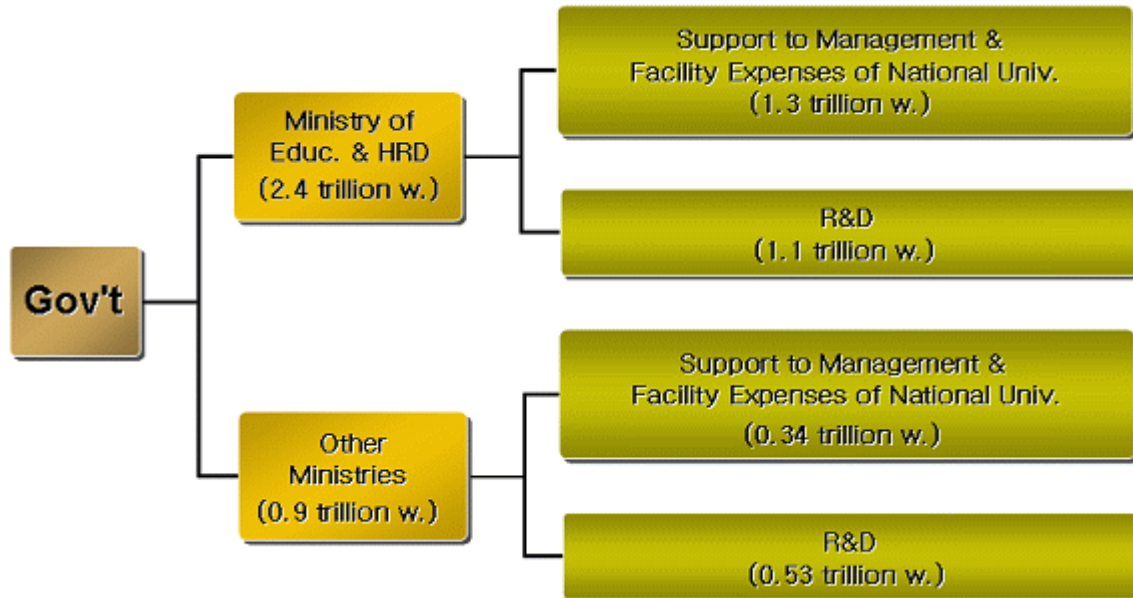 Gov't
Ministry of
Educ. & HRD
(2.4 trillion w.)
Support to Management &
Facility Expenses of National Univ.
(1.3 trillion w.)
R&D
(1.1 trillion w.)
Other
Ministries
(0.9 trillion w.)
Support to Management &
Facility Expenses of National Univ.
(0.34 trillion w.)
R&D
(0.53 trillion w.)